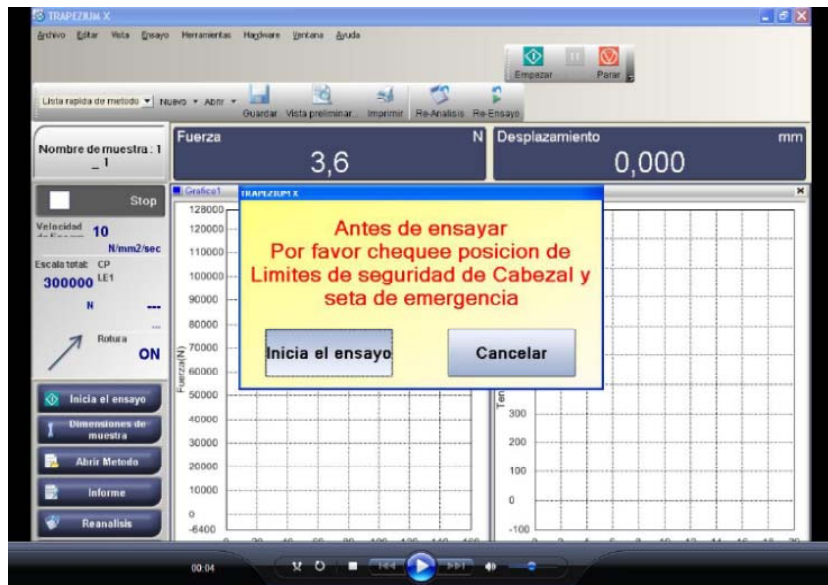 TRAPEZIUM X
Archivo Editar Vista Ensayo Herramientas Hardware Ventana Ayuda
Empezar Parar
Lista rapida de metodo Nuevo Abrir Guardar Vista preliminar... Imprimir Re-Analisis Re-Ensayo
Nombre de muestra : 1 _ 1
Fuerza N
3,6
Desplazamiento mm
0,000
Stop
Velocidad 10
N/mm2/sec
Escala total: CP
300000 LE1
N ---
...
Rotura
ON
Inicia el ensayo
Dimensiones de muestra
Abrir Metodo
Informe
Reanalisis
Grafico1
128000
120000
110000
100000
90000
80000
70000
60000
50000
40000
30000
20000
10000
0
-6400
Fuerza(N)
TRAPEZIUM X
Antes de ensayar
Por favor chequee posicion de
Limites de seguridad de Cabezal y
seta de emergencia
Inicia el ensayo Cancelar
300
200
100
0
-100
00:04